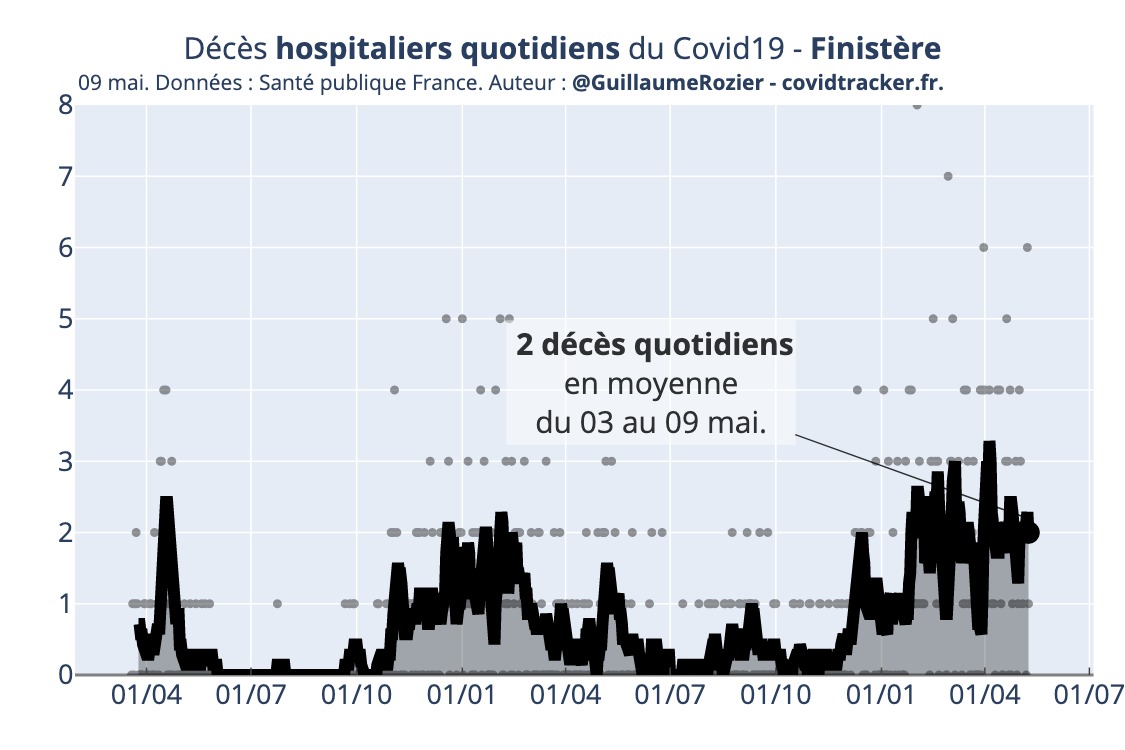 Décès hospitaliers quotidiens du Covid19 - Finistère
09 mai. Données : Santé publique France. Auteur : @GuillaumeRozier - covidtracker.fr.
8
7
6
5
4
3
2
1
0
2 décès quotidiens
en moyenne
du 03 au 09 mai.
01/04 01/07 01/10 01/01 01/04 01/07 01/10 01/01 01/04 01/07